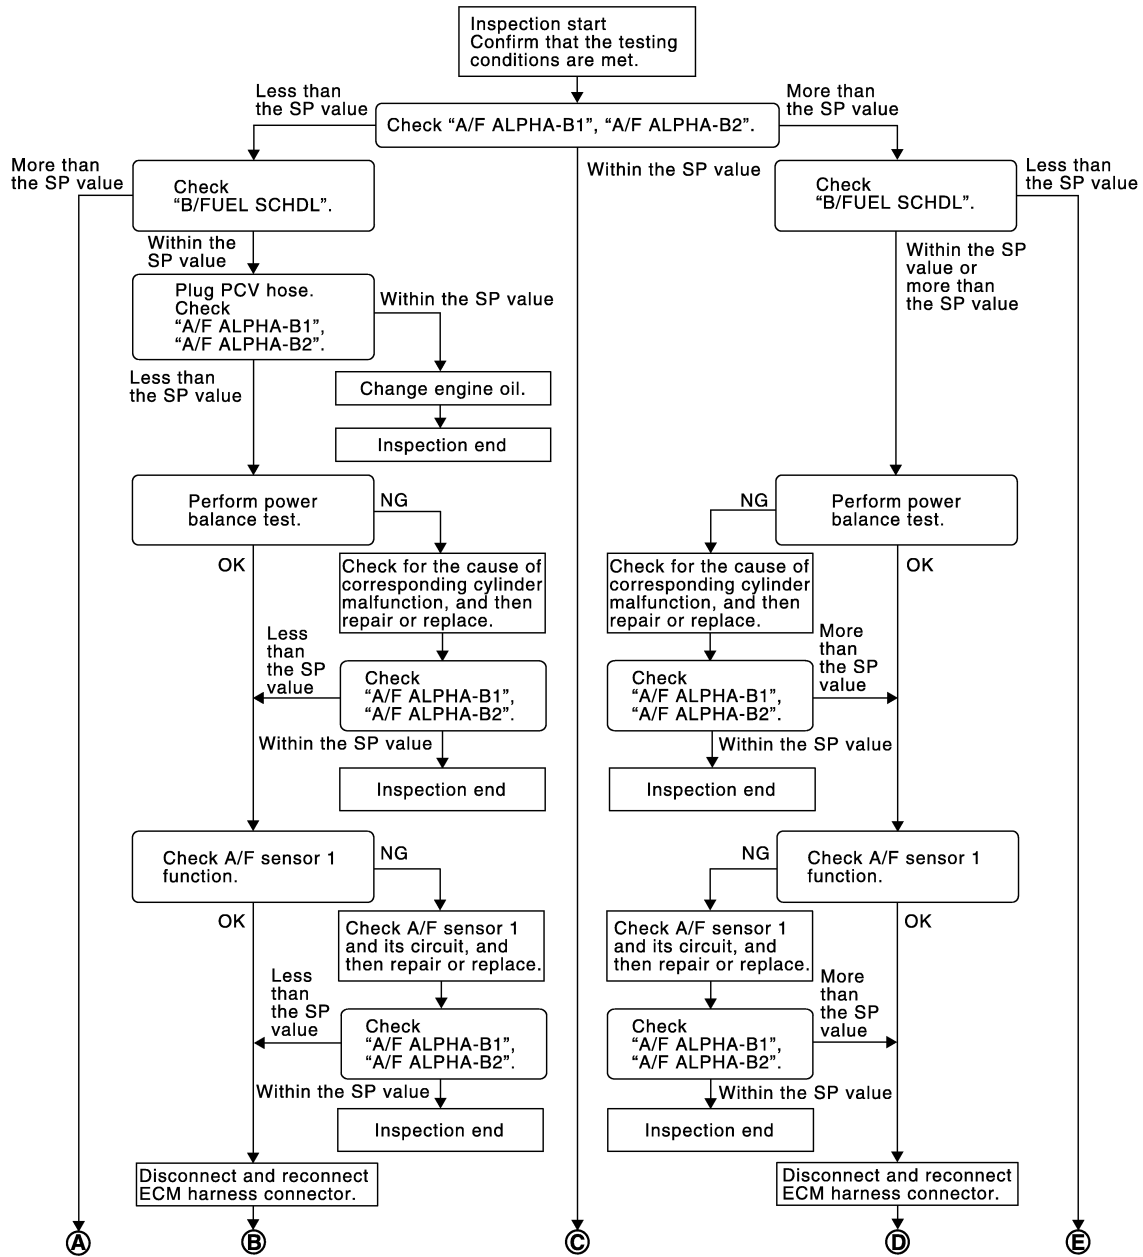 Inspection start
Confirm that the testing
conditions are met.
Less than
the SP value
More than
the SP value
Check “A/F ALPHA-B1”, “A/F ALPHA-B2”.
More than
the SP value
Within the SP value
Less than
the SP value
Check
“B/FUEL SCHDL”.
Check
“B/FUEL SCHDL”.
Within the
SP value
Within the SP
value or
more than
the SP value
Plug PCV hose.
Check
“A/F ALPHA-B1”,
“A/F ALPHA-B2”.
Within the SP value
Less than
the SP value
Change engine oil.
Inspection end
Perform power
balance test.
NG
NG
Perform power
balance test.
OK
OK
Check for the cause of
corresponding cylinder
malfunction, and then
repair or replace.
Check for the cause of
corresponding cylinder
malfunction, and then
repair or replace.
Less
than
the SP
value
More
than
the SP
value
Check
“A/F ALPHA-B1”,
“A/F ALPHA-B2”.
Check
“A/F ALPHA-B1”,
“A/F ALPHA-B2”.
Within the SP value
Within the SP value
Inspection end
Inspection end
Check A/F sensor 1
function.
NG
NG
Check A/F sensor 1
function.
OK
OK
Check A/F sensor 1
and its circuit, and
then repair or replace.
Check A/F sensor 1
and its circuit, and
then repair or replace.
Less
than
the SP
value
More
than
the SP
value
Check
“A/F ALPHA-B1”,
“A/F ALPHA-B2”.
Check
“A/F ALPHA-B1”,
“A/F ALPHA-B2”.
Within the SP value
Within the SP value
Inspection end
Inspection end
Disconnect and reconnect
ECM harness connector.
Disconnect and reconnect
ECM harness connector.
A
B
C
D
E